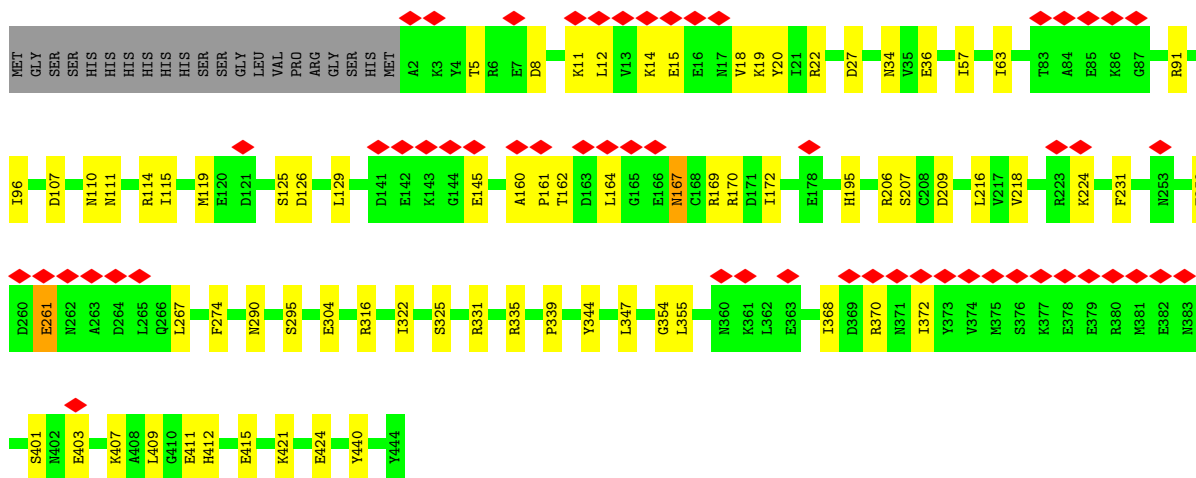 MET GLY SER SER HIS HIS HIS HIS HIS HIS SER SER GLY LEU VAL PRO ARG GLY SER HIS MET A2 K3 Y4 T5 R6 E7 D8 K11 L12 V13 K14 E15 E16 N17 V18 K19 Y20 I21 R22 D27 N34 V35 E36 I57 I63 T83 A84 E85 K86 G87 R91
I96 D107 N110 N111 R114 I115 M119 E120 D121 S125 D126 L129 D141 E142 K143 G144 E145 A160 P161 T162 D163 L164 G165 E166 N167 C168 R169 R170 D171 I172 E178 H195 R206 S207 C208 D209 L216 V217 V218 R223 K224 F231 N253
D260 E261 N262 A263 D264 L265 Q266 L267 F274 N290 S295 E304 R316 I322 S325 R331 R335 P339 Y344 L347 G354 L355 N360 K361 L362 E363 I368 D369 R370 N371 I372 Y373 V374 M375 S376 K377 E378 E379 R380 M381 E382 N383
S401 N402 E403 K407 A408 L409 G410 E411 H412 E415 K421 E424 Y440 Y444